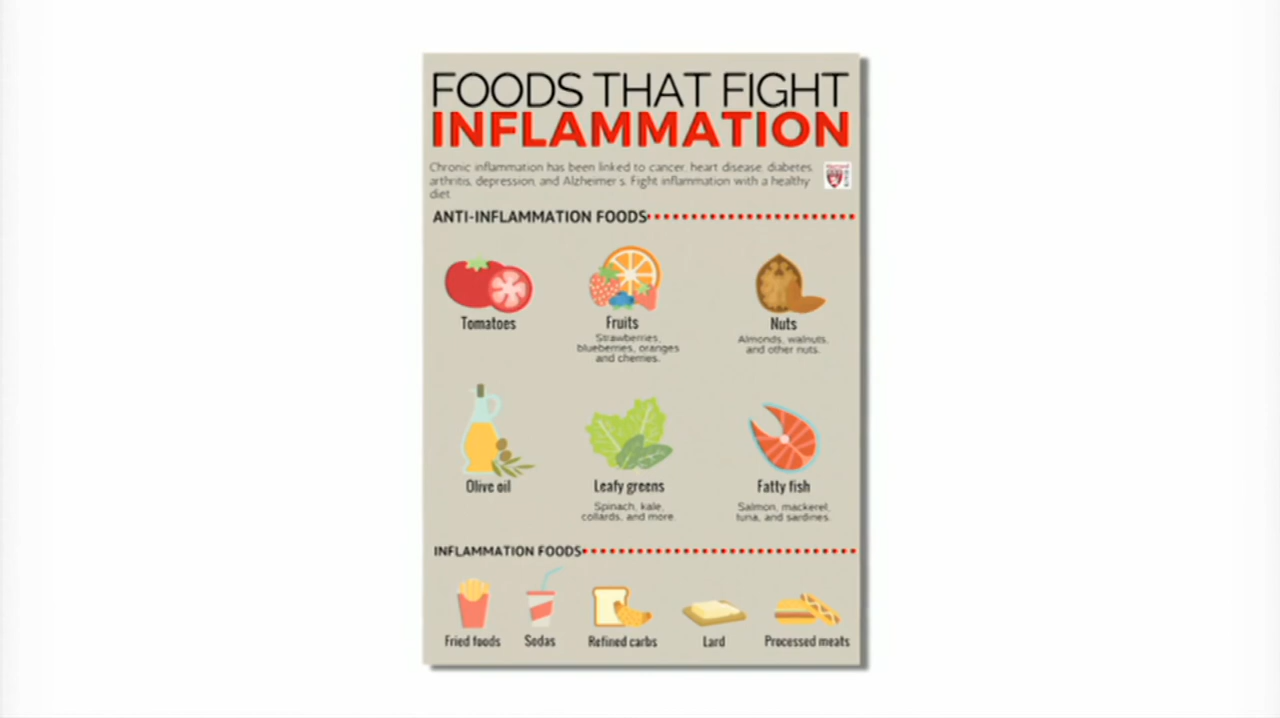 FOODS THAT FIGHT
INFLAMMATION
Chronic inflammation has been linked to cancer, heart disease, diabetes,
arthritis, depression, and Alzheimer's. Fight inflammation with a healthy
diet
ANTI-INFLAMMATION FOODS
Tomatoes
Fruits
Strawberries,
blueberries, oranges
and cherries.
Nuts
Almonds, walnuts,
and other nuts.
Olive oil
Leafy greens
Spinach, kale,
collards, and more.
Fatty fish
Salmon, mackerel,
tuna, and sardines.
INFLAMMATION FOODS
Fried foods
Sodas
Refined carbs
Lard
Processed meats